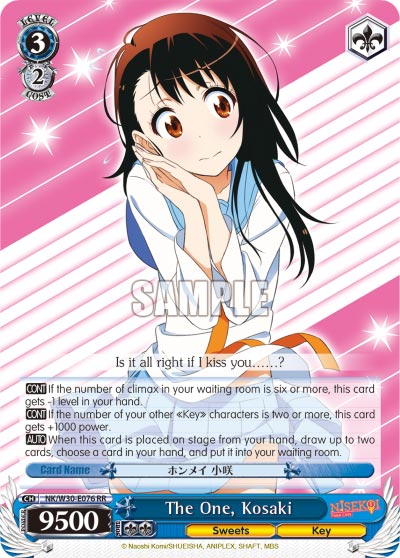 LEVEL
3
2
COST
SAMPLE
Is it all right if I kiss you……?
CONT If the number of climax in your waiting room is six or more, this card
gets -1 level in your hand.
CONT If the number of your other «Key» characters is two or more, this card
gets +1000 power.
AUTO When this card is placed on stage from your hand, draw up to two
cards, choose a card in your hand, and put it into your waiting room.
Card Name ホンメイ 小咲
CH NK/W30-E076 RR The One, Kosaki NISEKOI
POWER 9500 Sweets Key
©Naoshi Komi/SHUEISHA, ANIPLEX, SHAFT, MBS